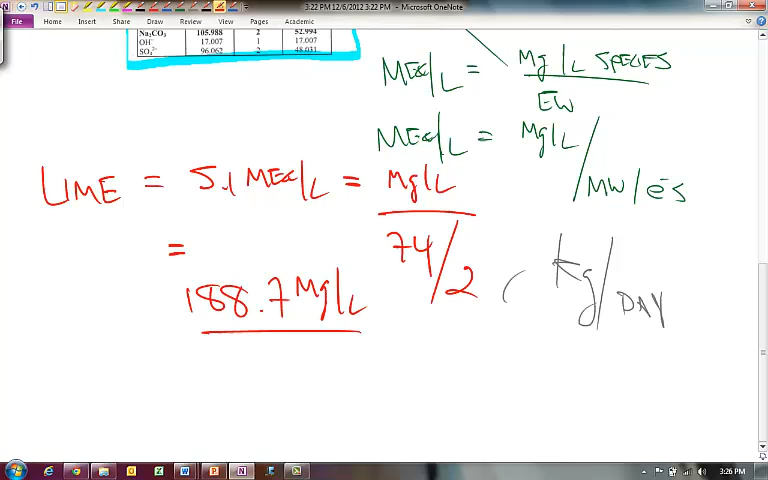 3:22 PM 12/6/2012 3:22 PM - Microsoft OneNote
File Home Insert Share Draw Review View Pages Academic
Na₂CO₃ 105.988 2 52.994
OH⁻ 17.007 1 17.007
SO₄²⁻ 96.062 2 48.031
MEQ/L = Mg/L SPECIES
EW
MEQ/L = Mg/L / MW/e⁻S
LIME = 5.1 MEQ/L = Mg/L
74/2
=
188.7 Mg/L
( Kg/DAY
3:26 PM